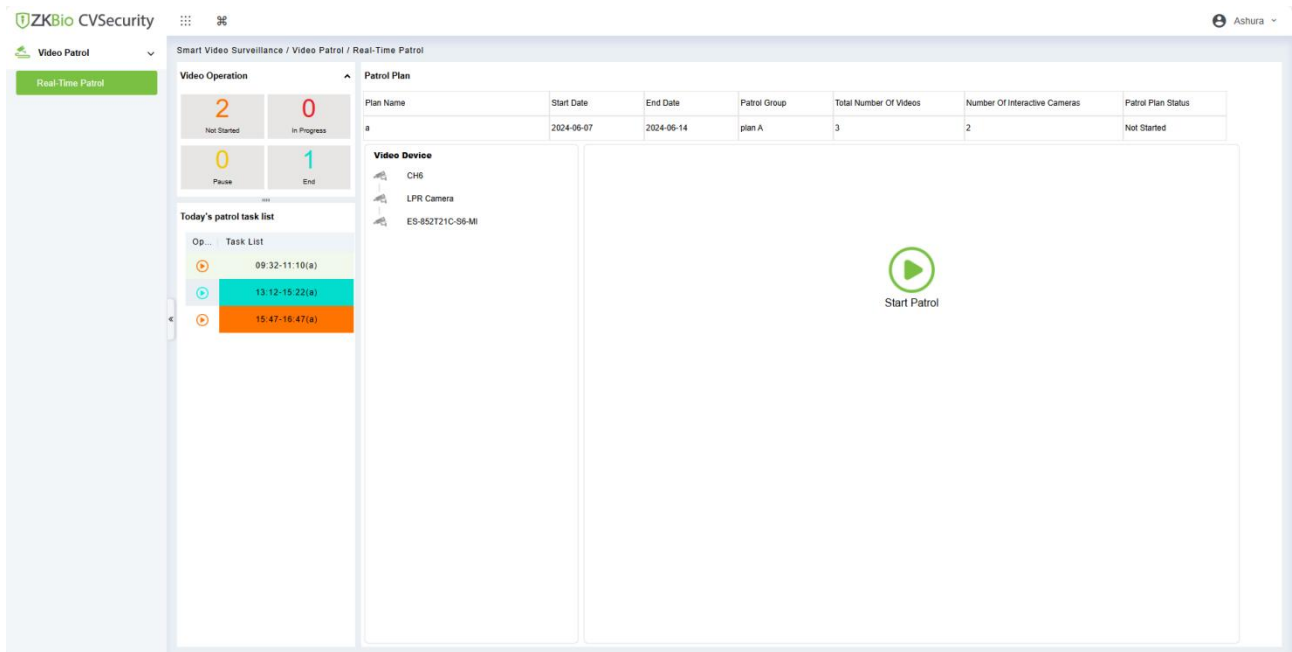 ZKBio CVSecurity
Ashura
Video Patrol
Real-Time Patrol
Smart Video Surveillance / Video Patrol / Real-Time Patrol
Video Operation
2
Not Started
0
In Progress
0
Pause
1
End
Today's patrol task list
Op... Task List
09:32-11:10(a)
13:12-15:22(a)
15:47-16:47(a)
Patrol Plan
Plan Name Start Date End Date Patrol Group Total Number Of Videos Number Of Interactive Cameras Patrol Plan Status
a 2024-06-07 2024-06-14 plan A 3 2 Not Started
Video Device
CH6
LPR Camera
ES-852T21C-S6-MI
Start Patrol